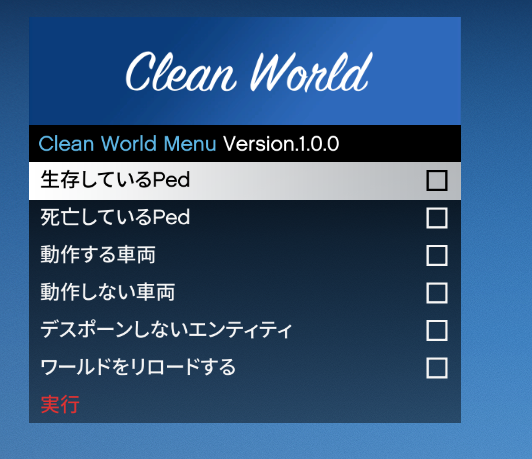 Clean World
Clean World Menu Version.1.0.0
生存しているPed
死亡しているPed
動作する車両
動作しない車両
デスポーンしないエンティティ
ワールドをリロードする
実行